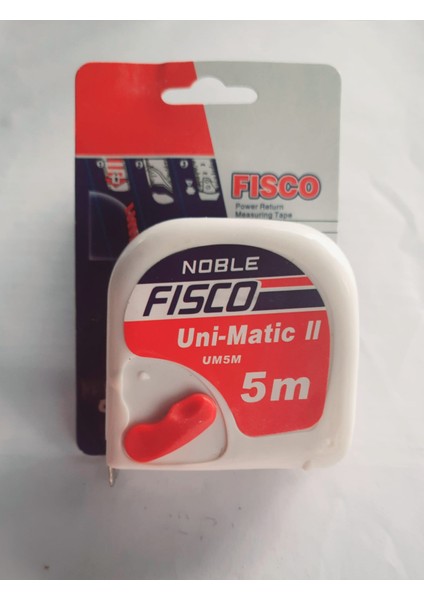 FISCO
Power Return
Measuring Tape
NOBLE
FISCO
Uni-Matic II
UM5M
5m